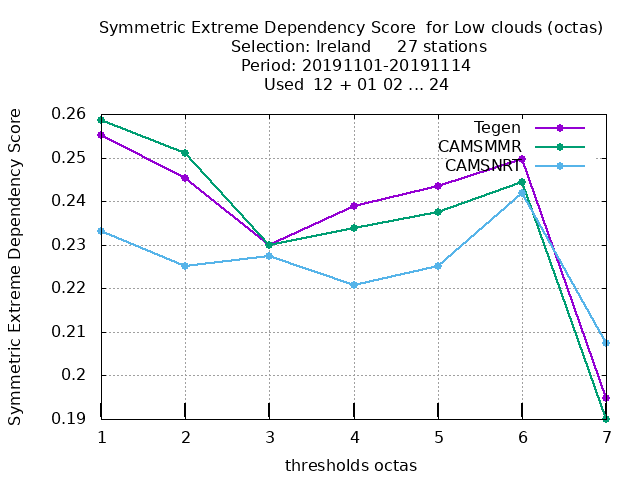 Symmetric Extreme Dependency Score  for Low clouds (octas)
Selection: Ireland     27 stations
Period: 20191101-20191114
Used  12 + 01 02 ... 24
Symmetric Extreme Dependency Score
0.26
0.25
0.24
0.23
0.22
0.21
0.2
0.19
Tegen
CAMSMMR
CAMSNRT
1 2 3 4 5 6 7
thresholds octas